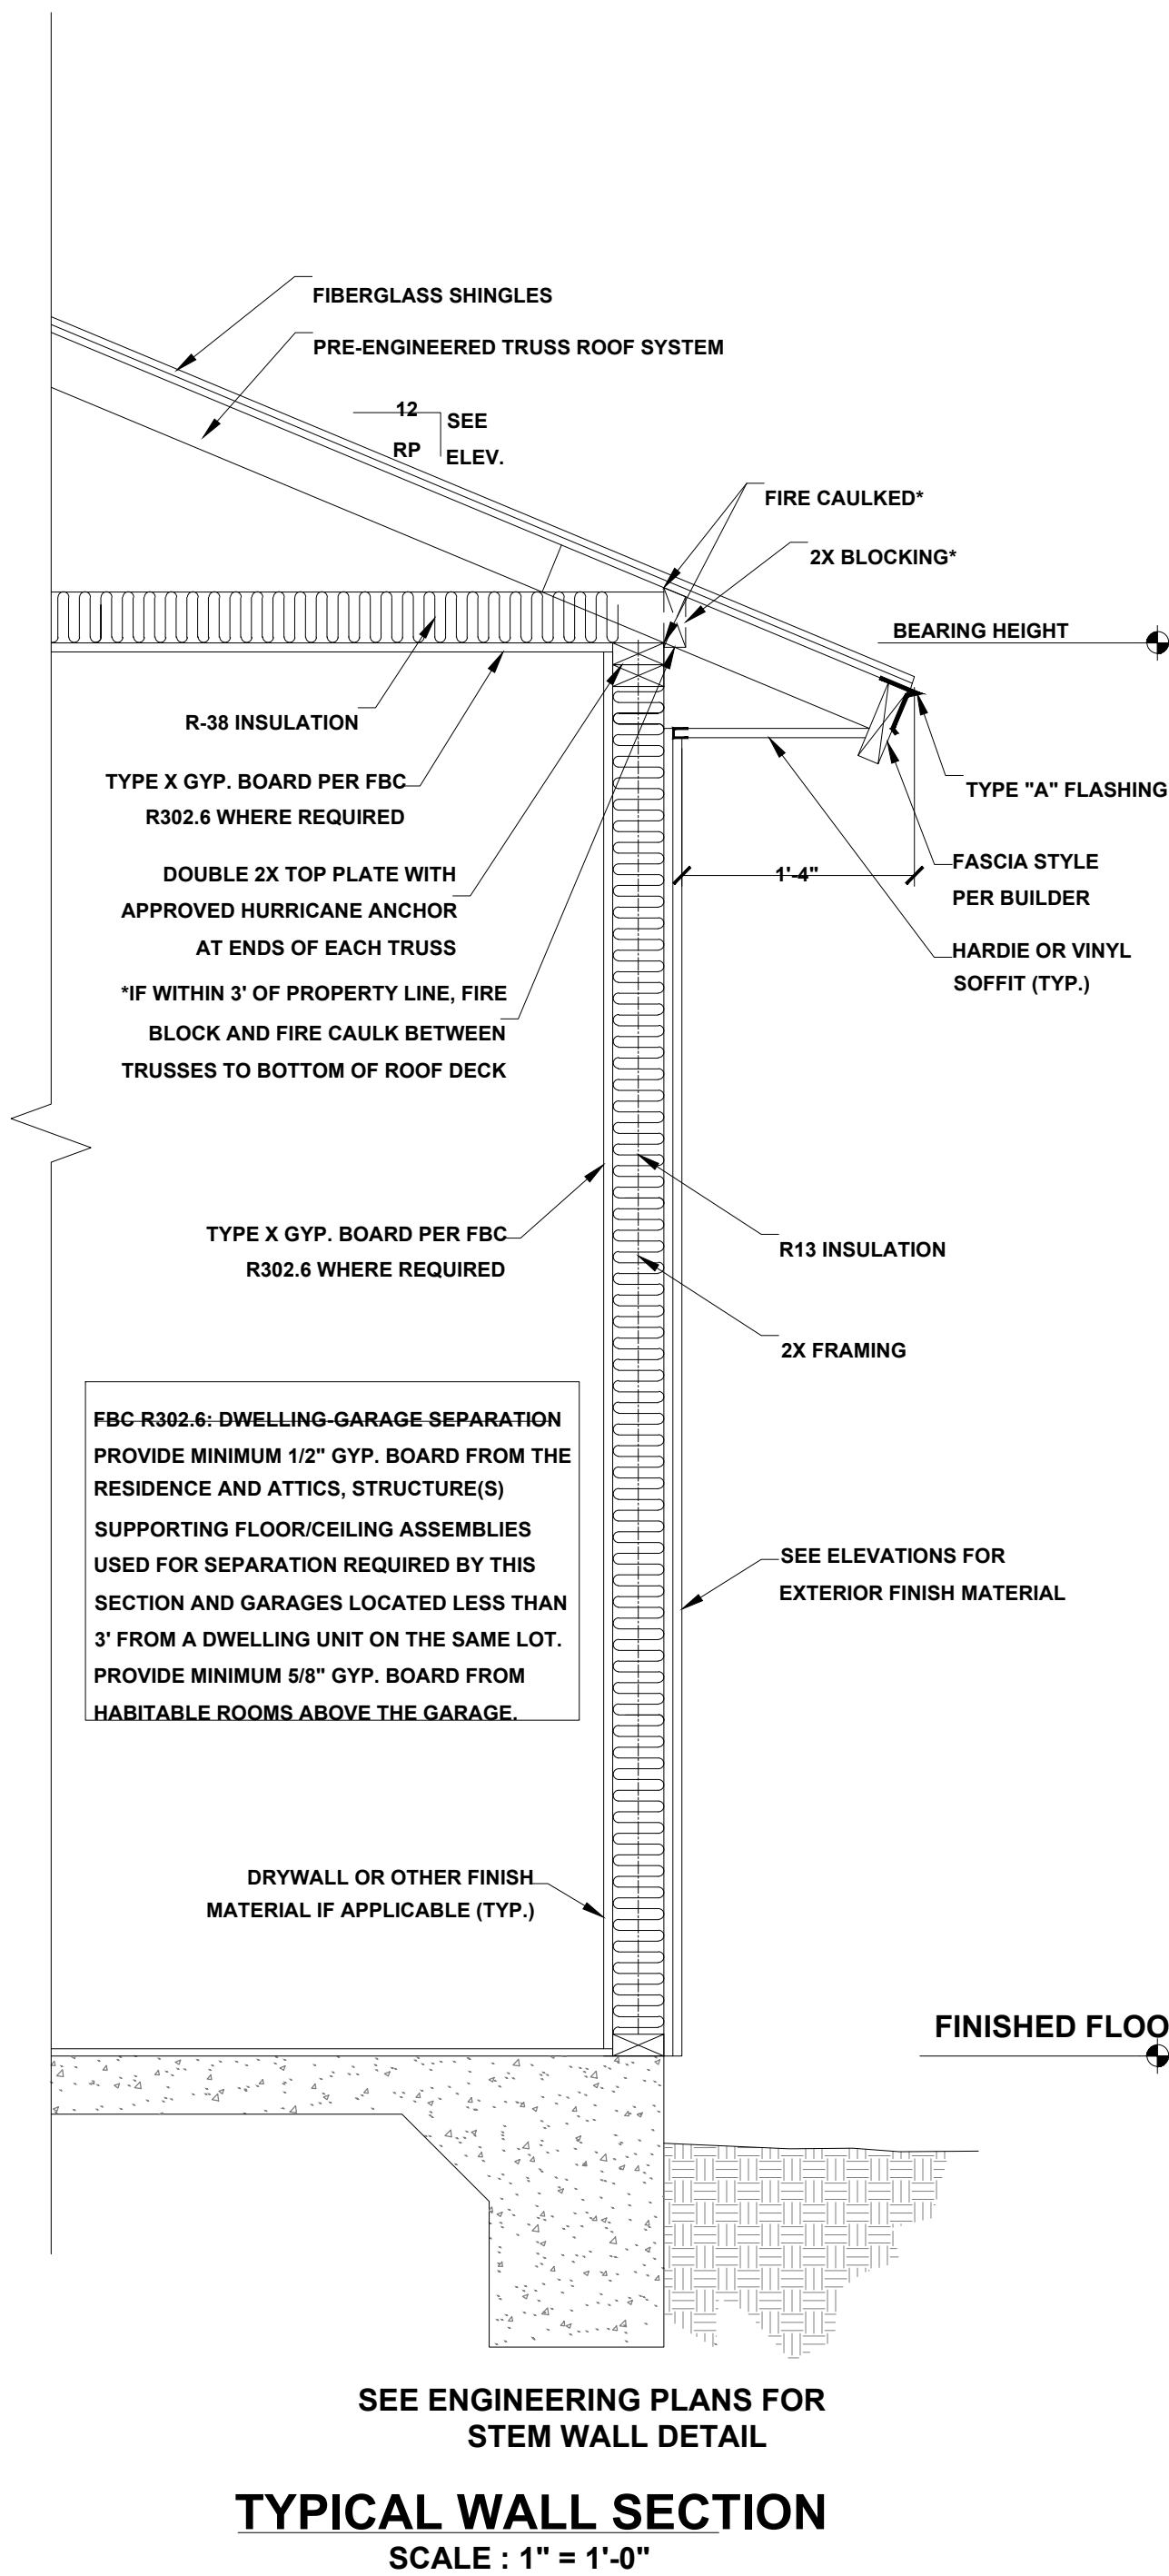 FIBERGLASS SHINGLES
PRE-ENGINEERED TRUSS ROOF SYSTEM
12
SEE
RP
ELEV.
FIRE CAULKED*
2X BLOCKING*
BEARING HEIGHT
R-38 INSULATION
TYPE X GYP. BOARD PER FBC
R302.6 WHERE REQUIRED
TYPE "A" FLASHING
DOUBLE 2X TOP PLATE WITH
APPROVED HURRICANE ANCHOR
AT ENDS OF EACH TRUSS
1'-4"
FASCIA STYLE
PER BUILDER
HARDIE OR VINYL
SOFFIT (TYP.)
*IF WITHIN 3' OF PROPERTY LINE, FIRE
BLOCK AND FIRE CAULK BETWEEN
TRUSSES TO BOTTOM OF ROOF DECK
TYPE X GYP. BOARD PER FBC
R302.6 WHERE REQUIRED
R13 INSULATION
2X FRAMING
FBC R302.6: DWELLING-GARAGE SEPARATION
PROVIDE MINIMUM 1/2" GYP. BOARD FROM THE
RESIDENCE AND ATTICS, STRUCTURE(S)
SUPPORTING FLOOR/CEILING ASSEMBLIES
USED FOR SEPARATION REQUIRED BY THIS
SECTION AND GARAGES LOCATED LESS THAN
3' FROM A DWELLING UNIT ON THE SAME LOT.
PROVIDE MINIMUM 5/8" GYP. BOARD FROM
HABITABLE ROOMS ABOVE THE GARAGE.
SEE ELEVATIONS FOR
EXTERIOR FINISH MATERIAL
DRYWALL OR OTHER FINISH
MATERIAL IF APPLICABLE (TYP.)
FINISHED FLOO
SEE ENGINEERING PLANS FOR
STEM WALL DETAIL
TYPICAL WALL SECTION
SCALE : 1" = 1'-0"